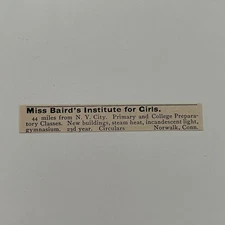 Miss Baird's Institute for Girls.
44 miles from N. Y. City. Primary and College Prepara-
tory Classes. New buildings, steam heat, incandescent light,
gymnasium. 23d year. Circulars Norwalk, Conn.